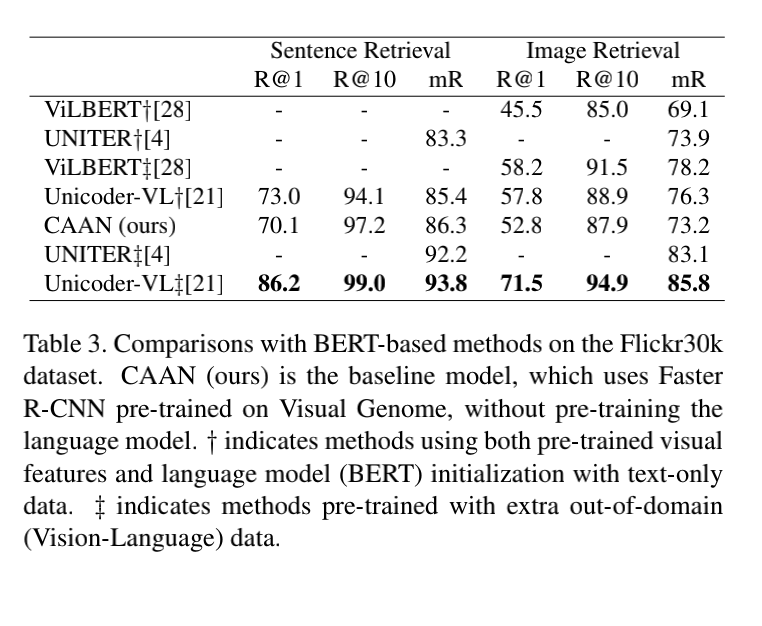 Sentence Retrieval Image Retrieval
R@1 R@10 mR R@1 R@10 mR
ViLBERT†[28] - - - 45.5 85.0 69.1
UNITER†[4] - - 83.3 - - 73.9
ViLBERT‡[28] - - - 58.2 91.5 78.2
Unicoder-VL†[21] 73.0 94.1 85.4 57.8 88.9 76.3
CAAN (ours) 70.1 97.2 86.3 52.8 87.9 73.2
UNITER‡[4] - - 92.2 - - 83.1
Unicoder-VL‡[21] 86.2 99.0 93.8 71.5 94.9 85.8
Table 3. Comparisons with BERT-based methods on the Flickr30k
dataset. CAAN (ours) is the baseline model, which uses Faster
R-CNN pre-trained on Visual Genome, without pre-training the
language model. † indicates methods using both pre-trained visual
features and language model (BERT) initialization with text-only
data. ‡ indicates methods pre-trained with extra out-of-domain
(Vision-Language) data.